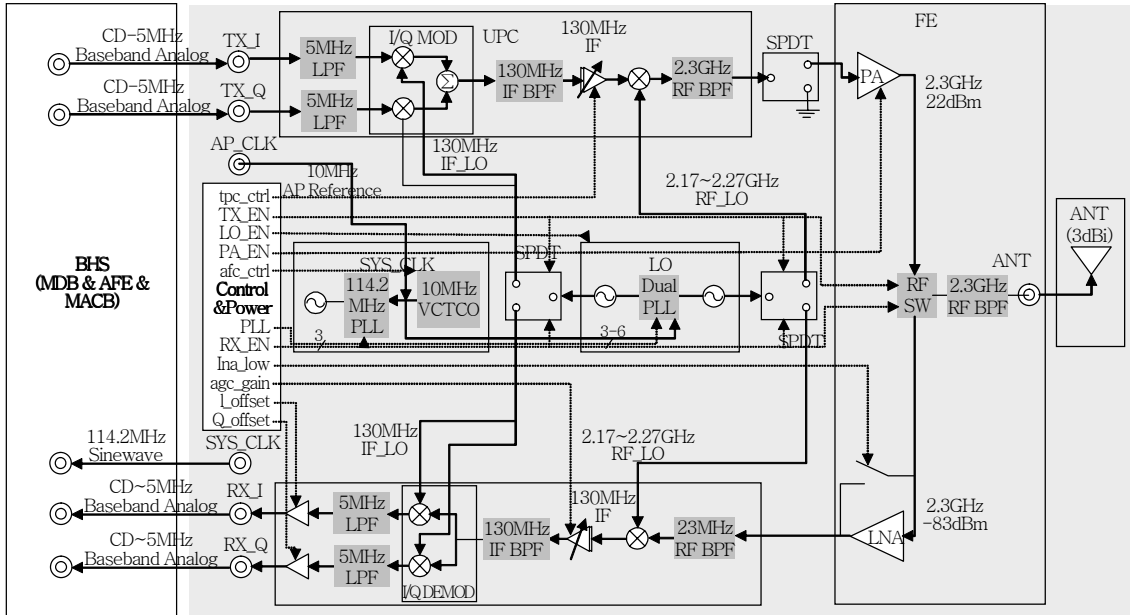 CD-5MHz
Baseband Analog
TX_I
5MHz
LPF
I/Q MOD
UPC
130MHz
IF
Σ
130MHz
IF BPF
2.3GHz
RF BPF
SPDT
FE
PA
2.3GHz
22dBm
CD-5MHz
Baseband Analog
TX_Q
5MHz
LPF
AP_CLK
10MHz
AP Reference
130MHz
IF_LO
2.17~2.27GHz
RF_LO
BHS
(MDB & AFE &
MACB)
tpc_ctrl
TX_EN
LO_EN
PA_EN
afc_ctrl
Control
&Power
PLL
RX_EN
lna_low
agc_gain
I_offset
Q_offset
SYS_CLK
114.2
MHz
PLL
10MHz
VCTCO
3
SPDT
LO
Dual
PLL
3-6
SPDT
RF
SW
2.3GHz
RF BPF
ANT
ANT
(3dBi)
114.2MHz
Sinewave
SYS_CLK
130MHz
IF_LO
2.17~2.27GHz
RF_LO
CD~5MHz
Baseband Analog
RX_I
5MHz
LPF
130MHz
IF BPF
130MHz
IF
23MHz
RF BPF
LNA
2.3GHz
-83dBm
CD~5MHz
Baseband Analog
RX_Q
5MHz
LPF
I/Q DEMOD